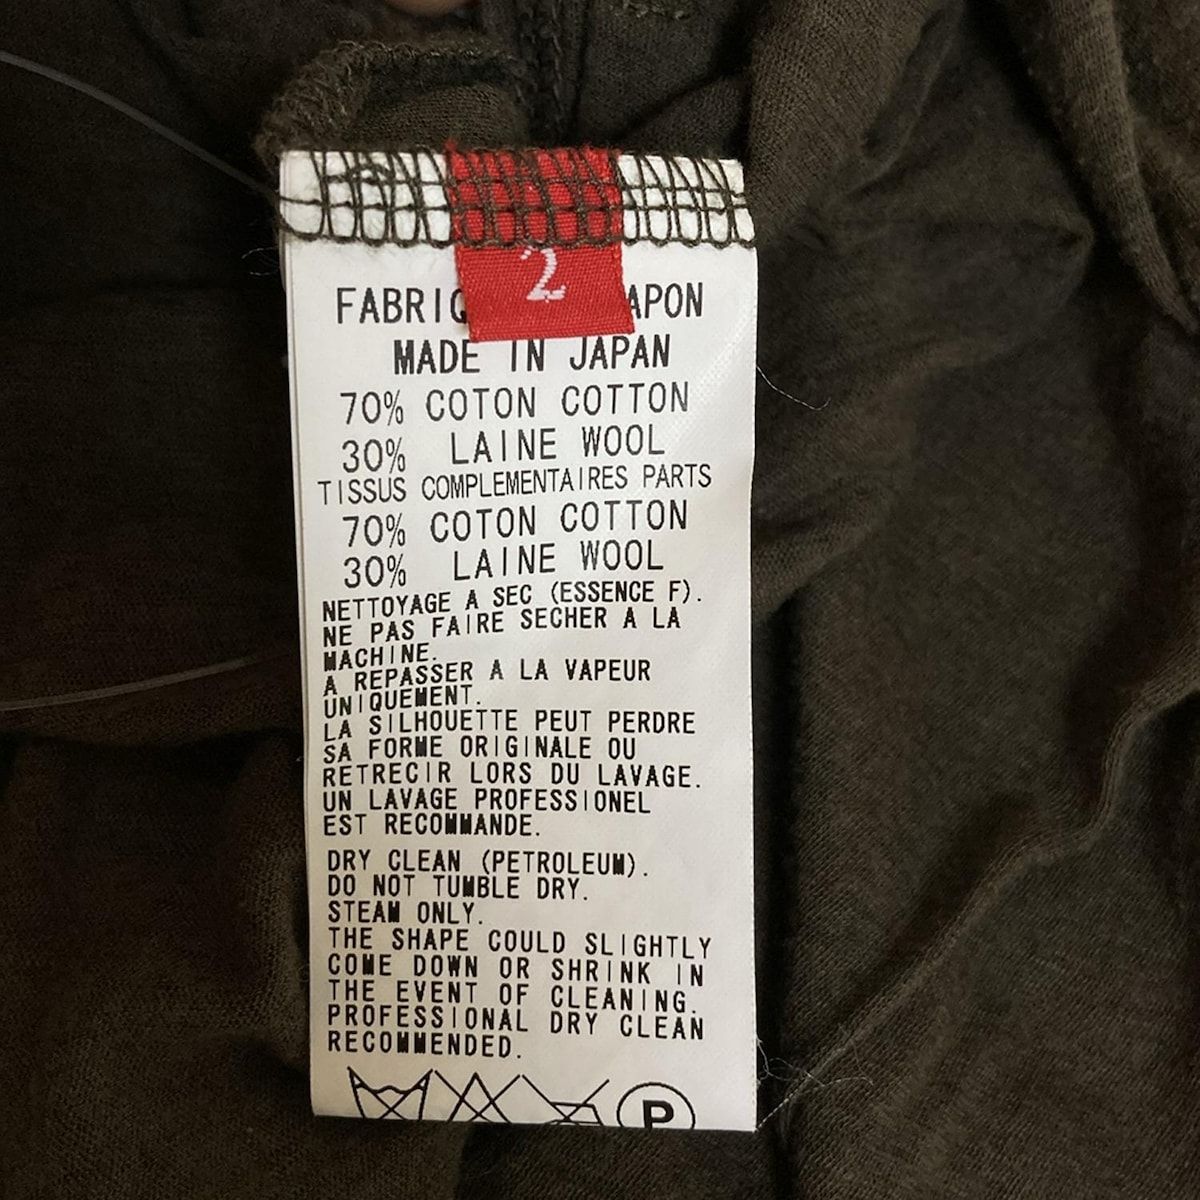 2
FABRIQ APON
MADE IN JAPAN
70% COTON COTTON
30% LAINE WOOL
TISSUS COMPLEMENTAIRES PARTS
70% COTON COTTON
30% LAINE WOOL
NETTOYAGE A SEC (ESSENCE F).
NE PAS FAIRE SECHER A LA
MACHINE.
A REPASSER A LA VAPEUR
UNIQUEMENT.
LA SILHOUETTE PEUT PERDRE
SA FORME ORIGINALE OU
RETRECIR LORS DU LAVAGE.
UN LAVAGE PROFESSIONEL
EST RECOMMANDE.
DRY CLEAN (PETROLEUM).
DO NOT TUMBLE DRY.
STEAM ONLY.
THE SHAPE COULD SLIGHTLY
COME DOWN OR SHRINK IN
THE EVENT OF CLEANING.
PROFESSIONAL DRY CLEAN
RECOMMENDED.
P